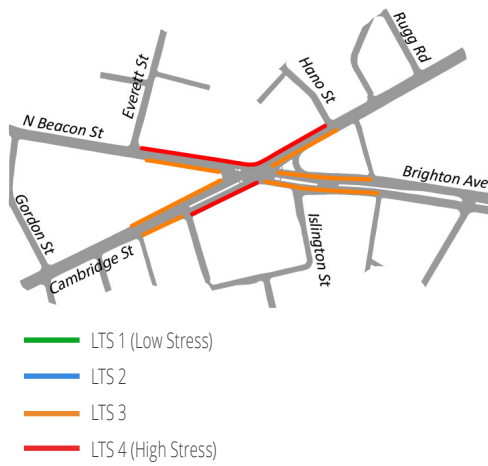 Rugg Rd
Hano St
Everett St
N Beacon St
Brighton Ave
Gordon St
Islington St
Cambridge St
LTS 1 (Low Stress)
LTS 2
LTS 3
LTS 4 (High Stress)